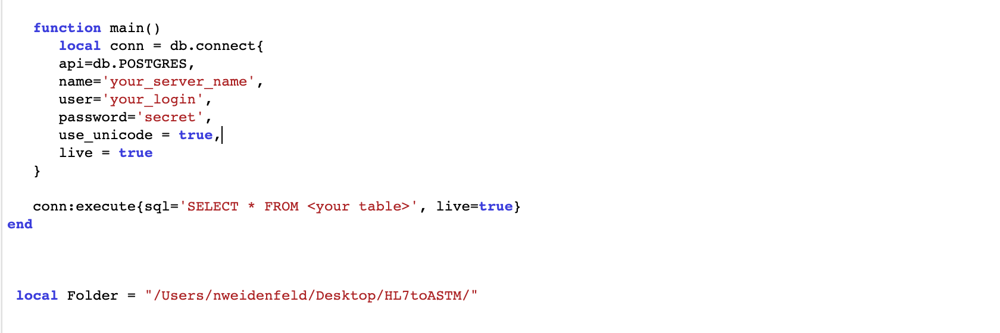 function main()
local conn = db.connect{
api=db.POSTGRES,
name='your_server_name',
user='your_login',
password='secret',
use_unicode = true,
live = true
}
conn:execute{sql='SELECT * FROM <your table>', live=true}
end
local Folder = "/Users/nweidenfeld/Desktop/HL7toASTM/"